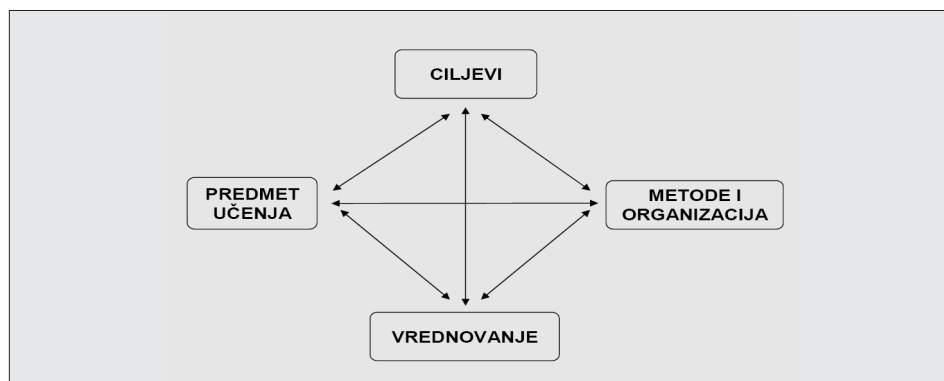 CILJEVI
PREDMET
UČENJA
METODE I
ORGANIZACIJA
VREDNOVANJE